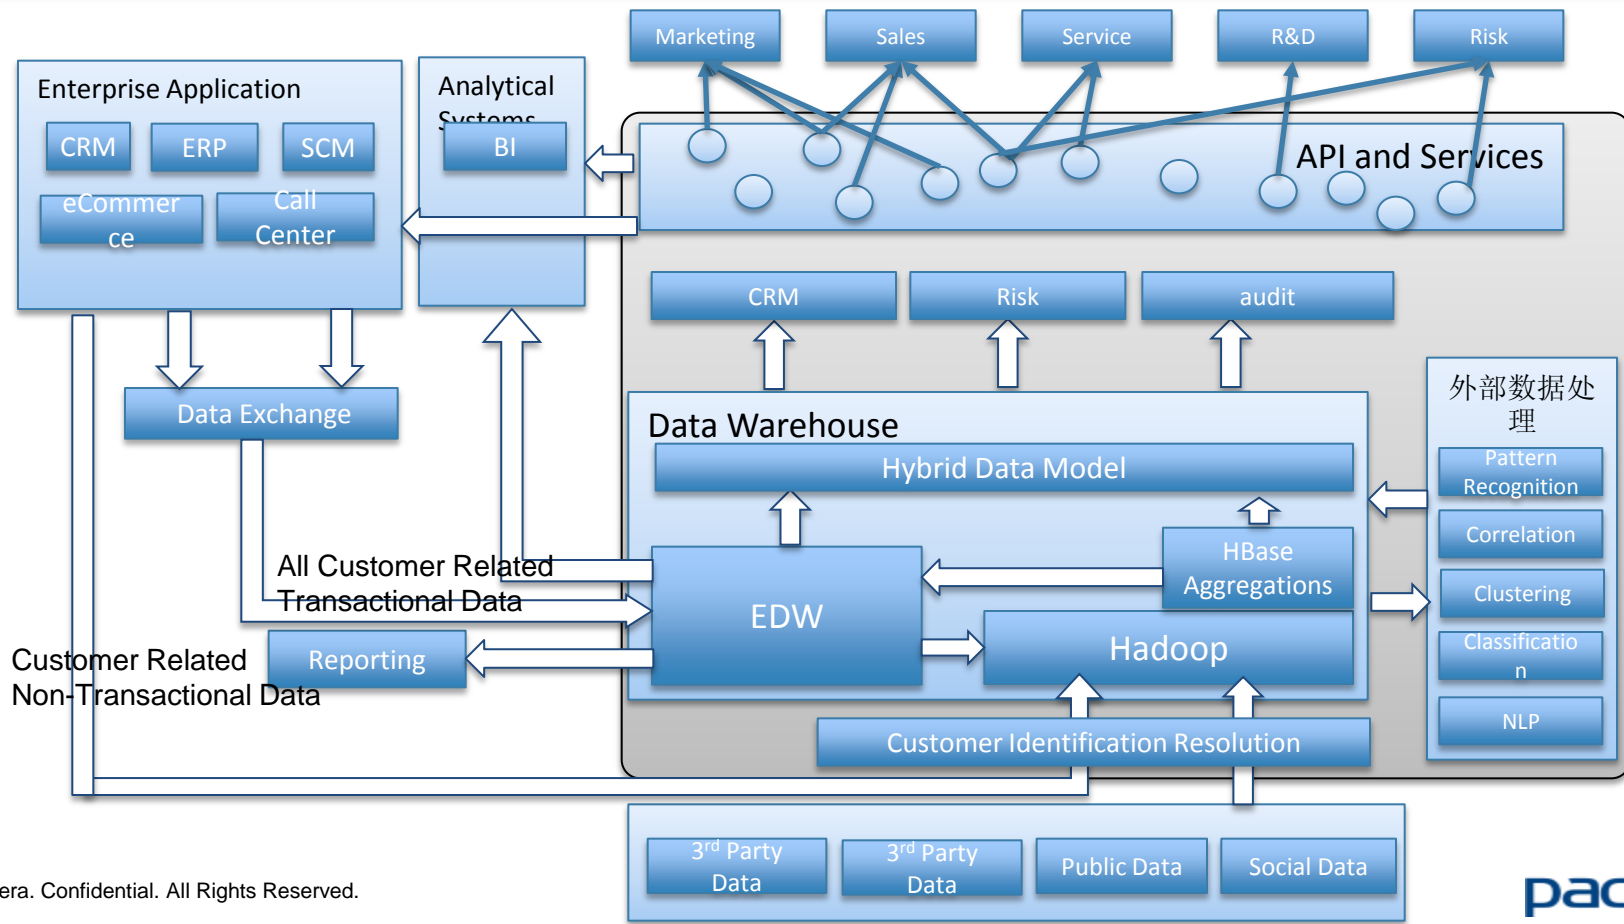 Marketing
Sales
Service
R&D
Risk
Enterprise Application
CRM
ERP
SCM
eCommer
ce
Call
Center
Analytical
Systems
BI
API and Services
CRM
Risk
audit
Data Exchange
Data Warehouse
Hybrid Data Model
HBase
Aggregations
EDW
Hadoop
外部数据处
理
Pattern
Recognition
Correlation
Clustering
Classificatio
n
NLP
All Customer Related
Transactional Data
Reporting
Customer Related
Non-Transactional Data
Customer Identification Resolution
3rd Party
Data
3rd Party
Data
Public Data
Social Data
era. Confidential. All Rights Reserved.
pac